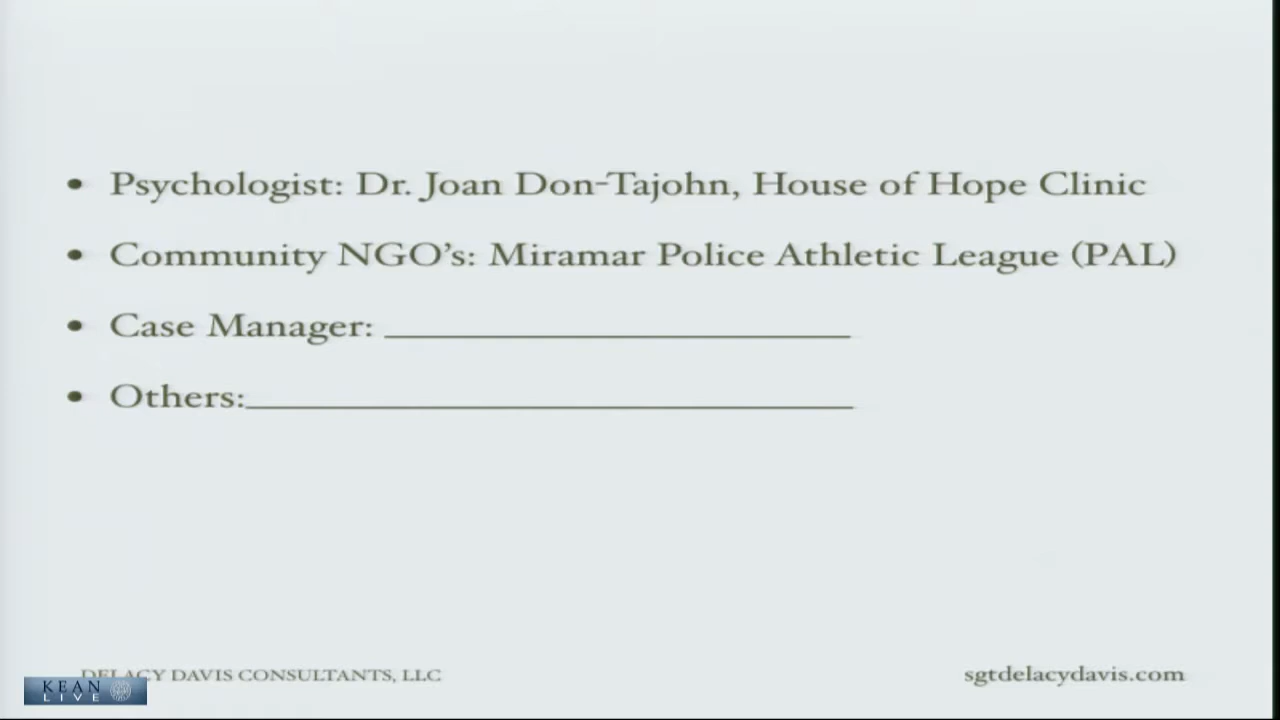 • Psychologist: Dr. Joan Don-Tajohn, House of Hope Clinic
• Community NGO's: Miramar Police Athletic League (PAL)
• Case Manager: ____________________
• Others:__________________________
DELACY DAVIS CONSULTANTS, LLC
sgtdelacydavis.com
KEAN
LIVE